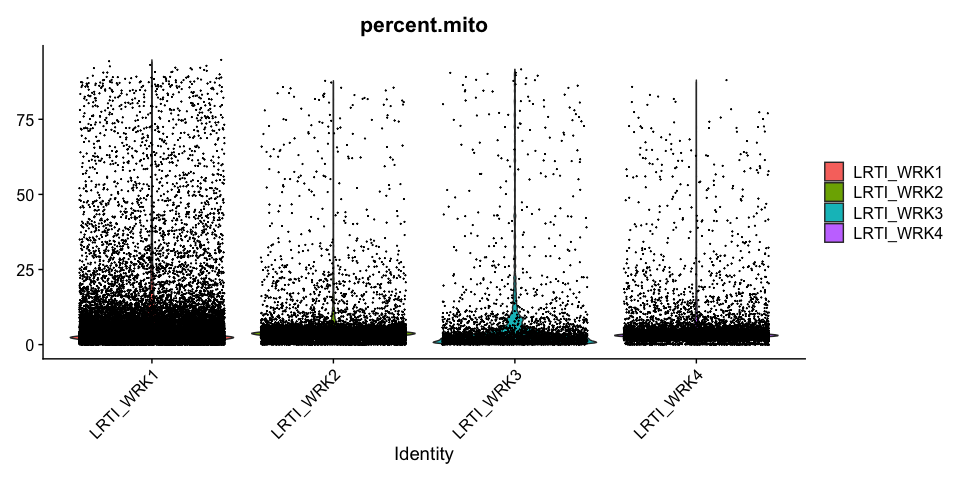 percent.mito
75
50
25
0
LRTI_WRK1
LRTI_WRK2
LRTI_WRK3
LRTI_WRK4
Identity
LRTI_WRK1
LRTI_WRK2
LRTI_WRK3
LRTI_WRK4